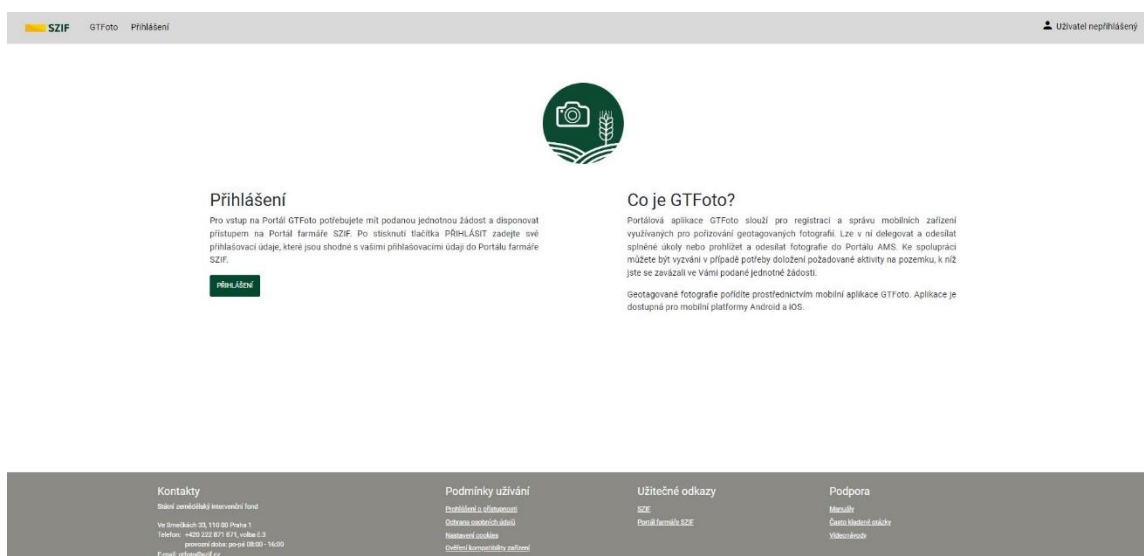 SZIF GTFoto Přihlášení Uživatel nepřihlášený
Přihlášení
Pro vstup na Portál GTFoto potřebujete mít podanou jednotnou žádost a disponovat
přístupem na Portál farmáře SZIF. Po stisknutí tlačítka PŘIHLÁSIT zadejte své
přihlašovací údaje, které jsou shodné s vašimi přihlašovacími údaji do Portálu farmáře
SZIF.
PŘIHLÁŠENÍ
Co je GTFoto?
Portálová aplikace GTFoto slouží pro registraci a správu mobilních zařízení
využívaných pro pořizování geotagovaných fotografií. Lze v ní delegovat a odesílat
splněné úkoly nebo prohlížet a odesílat fotografie do Portálu AMS. Ke spolupráci
můžete být vyzváni v případě potřeby doložení požadované aktivity na pozemku, k níž
jste se zavázali ve Vámi podané jednotné žádosti.
Geotagované fotografie pořídíte prostřednictvím mobilní aplikace GTFoto. Aplikace je
dostupná pro mobilní platformy Android a iOS.
Kontakty
Státní zemědělský intervenční fond
Ve Smečkách 33, 110 00 Praha 1
Telefon: +420 222 871 871, volba č.3
provozní doba: po-pá 08:00 - 16:00
E-mail: gtfoto@szif.cz
Podmínky užívání
Prohlášení o přístupnosti
Ochrana osobních údajů
Nastavení cookies
Ověření kompatibility zařízení
Užitečné odkazy
SZIF
Portál farmáře SZIF
Podpora
Manuály
Často kladené otázky
Videonávody